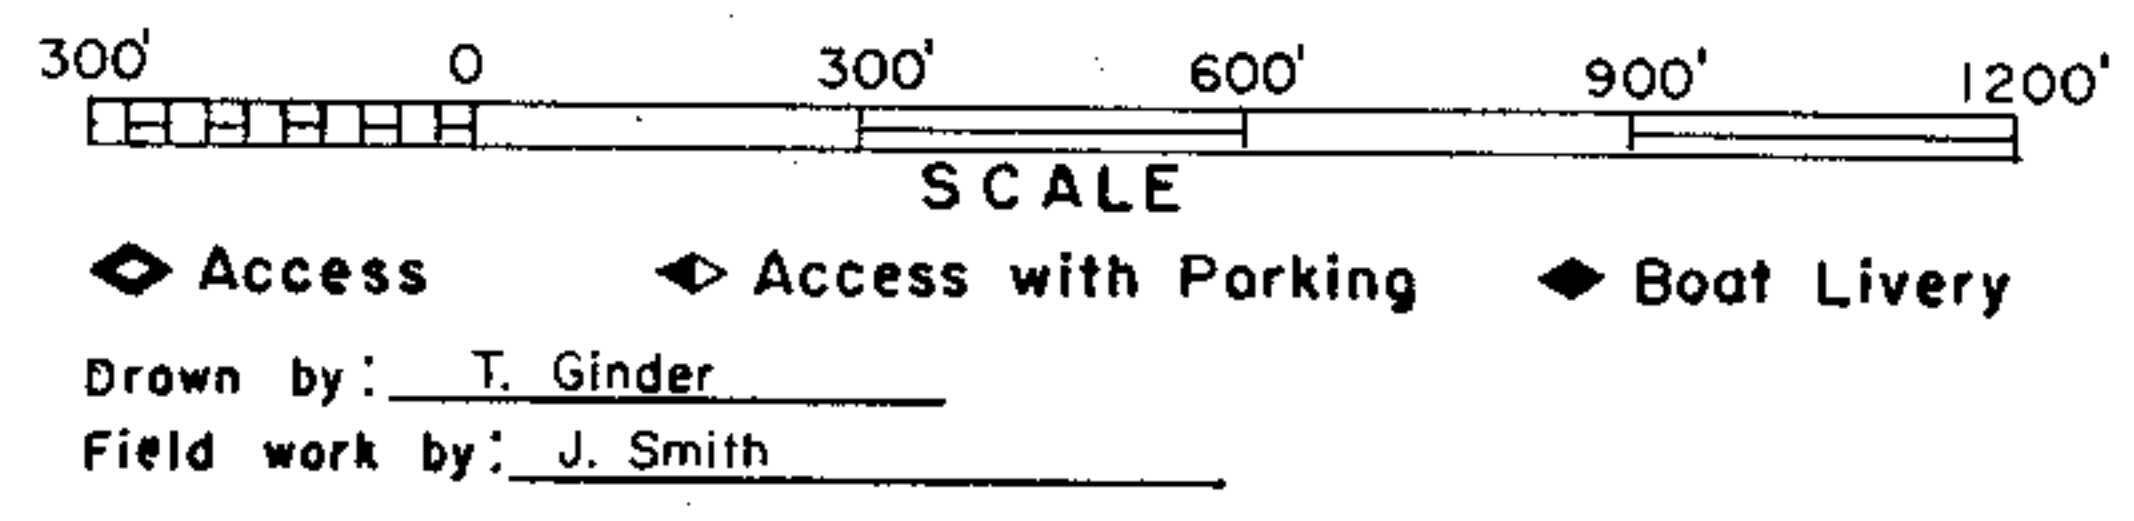 300' 0 300' 600' 900' 1200'
SCALE
Access Access with Parking Boat Livery
Drawn by: T. Ginder
Field work by: J. Smith